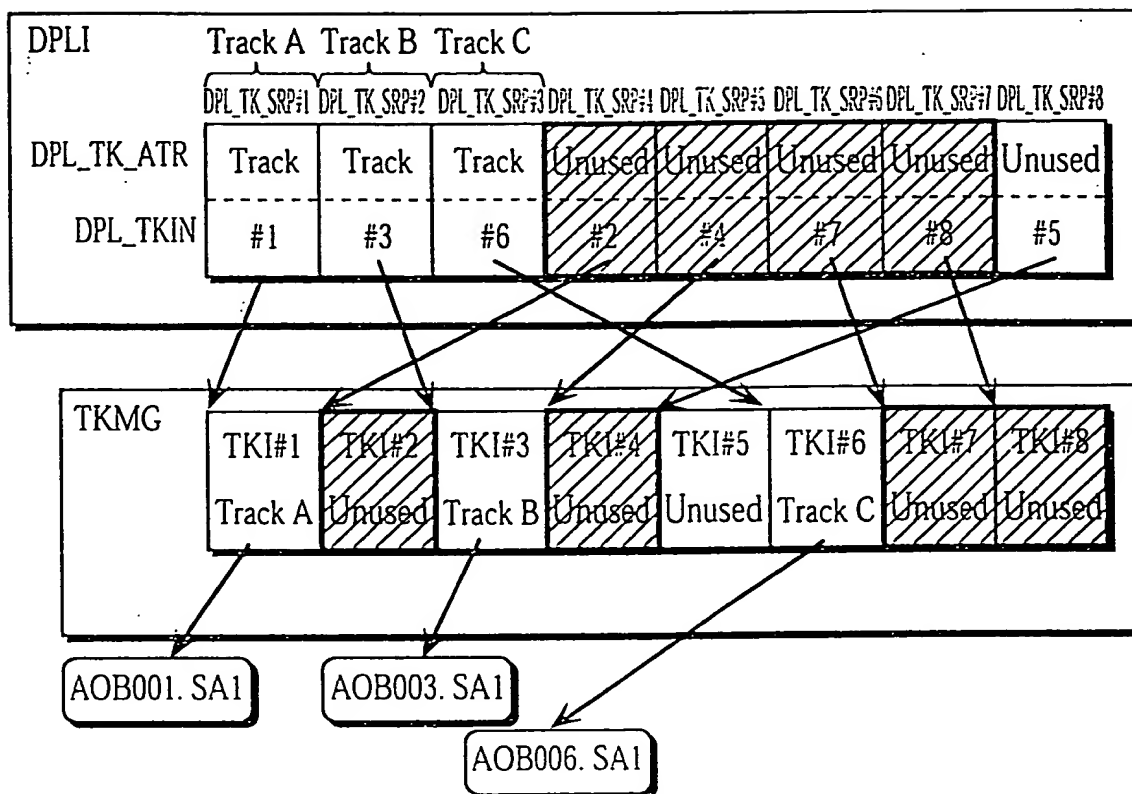 DPLI
Track A Track B Track C
DPL_TK_SRP#1 DPL_TK_SRP#2 DPL_TK_SRP#3 DPL_TK_SRP#4 DPL_TK_SRP#5 DPL_TK_SRP#6 DPL_TK_SRP#7 DPL_TK_SRP#8
DPL_TK_ATR Track Track Track Unused Unused Unused Unused Unused
DPL_TKIN #1 #3 #6 #2 #4 #7 #8 #5
TKMG
TKI#1 TKI#2 TKI#3 TKI#4 TKI#5 TKI#6 TKI#7 TKI#8
Track A Unused Track B Unused Unused Track C Unused Unused
AOB001. SA1 AOB003. SA1
AOB006. SA1